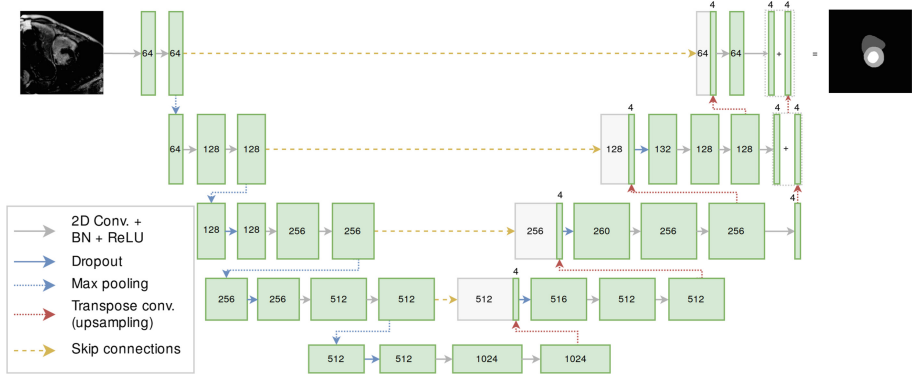 4 4 4
64 64 64 64 + =
4 4 4
64 128 128 128 132 128 128 +
4 4
128 128 256 256 256 260 256 256
4
256 256 512 512 512 516 512 512
512 512 1024 1024
2D Conv. +
BN + ReLU
Dropout
Max pooling
Transpose conv.
(upsampling)
Skip connections